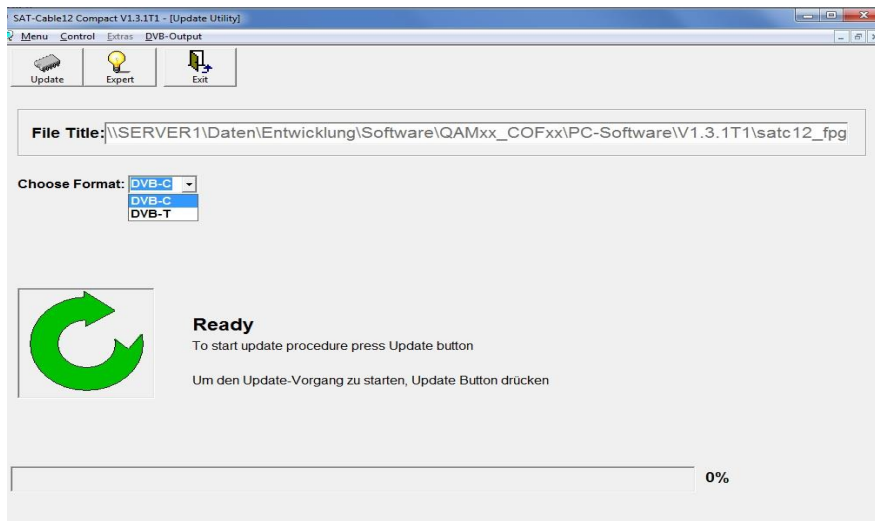 SAT-Cable12 Compact V1.3.1T1 - [Update Utility]
Menu Control Extras DVB-Output
Update Expert Exit
File Title: \\SERVER1\Daten\Entwicklung\Software\QAMxx_COFxx\PC-Software\V1.3.1T1\satc12_fpg
Choose Format: DVB-C
DVB-C
DVB-T
Ready
To start update procedure press Update button
Um den Update-Vorgang zu starten, Update Button drücken
0%